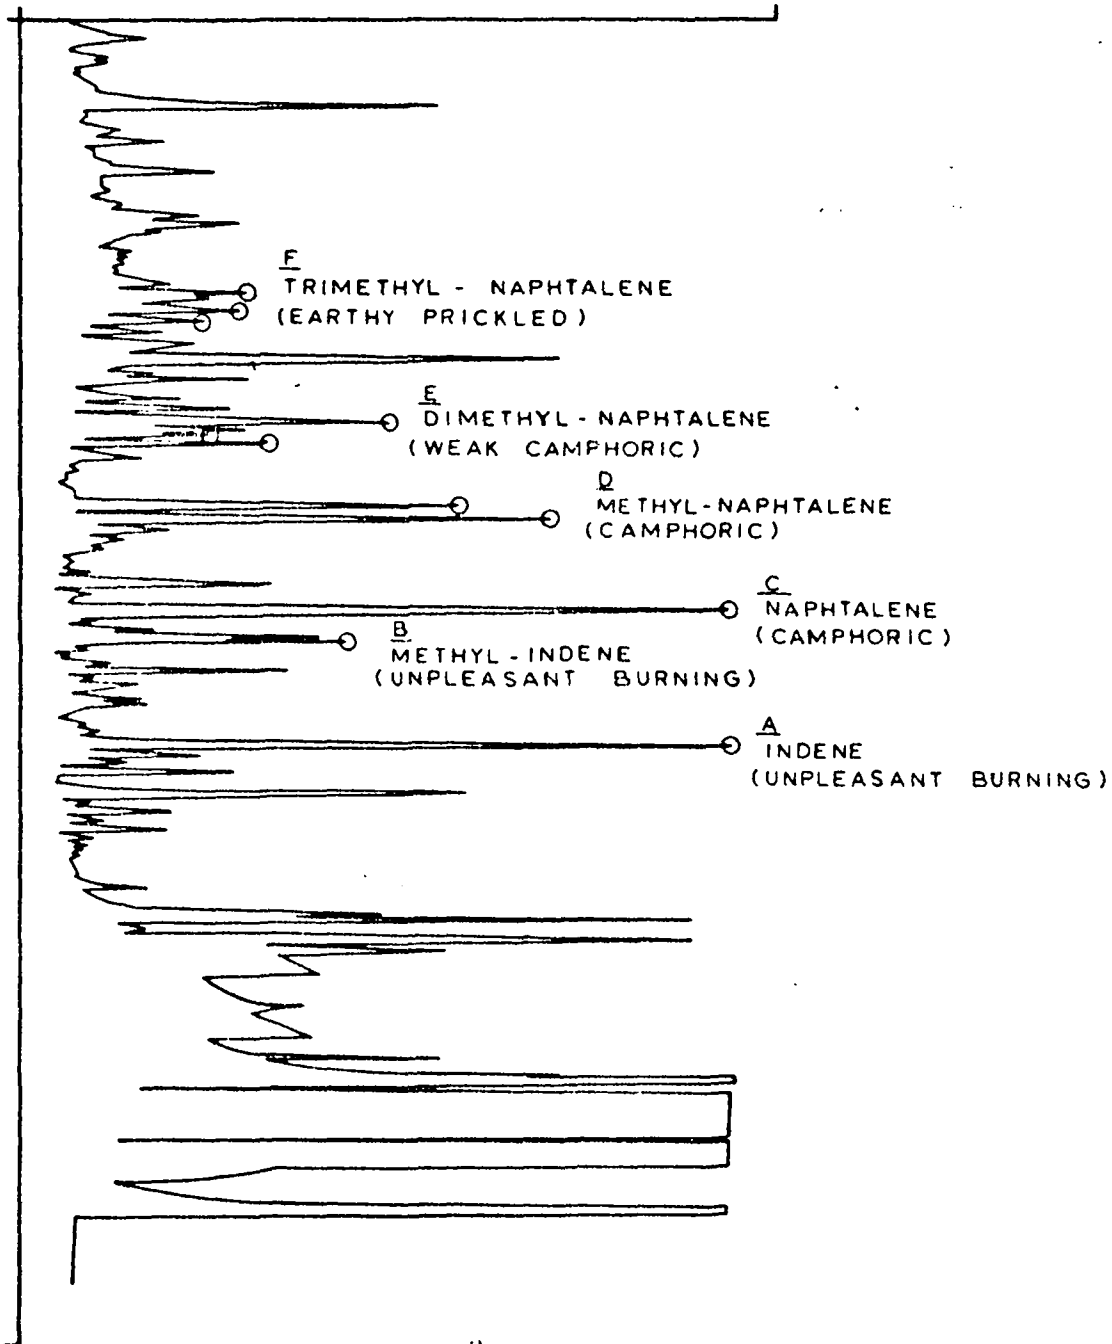 F
TRIMETHYL - NAPHTALENE
(EARTHY PRICKLED)
E
DIMETHYL - NAPHTALENE
(WEAK CAMPHORIC)
D
METHYL-NAPHTALENE
(CAMPHORIC)
C
NAPHTALENE
(CAMPHORIC)
B
METHYL - INDENE
(UNPLEASANT BURNING)
A
INDENE
(UNPLEASANT BURNING)